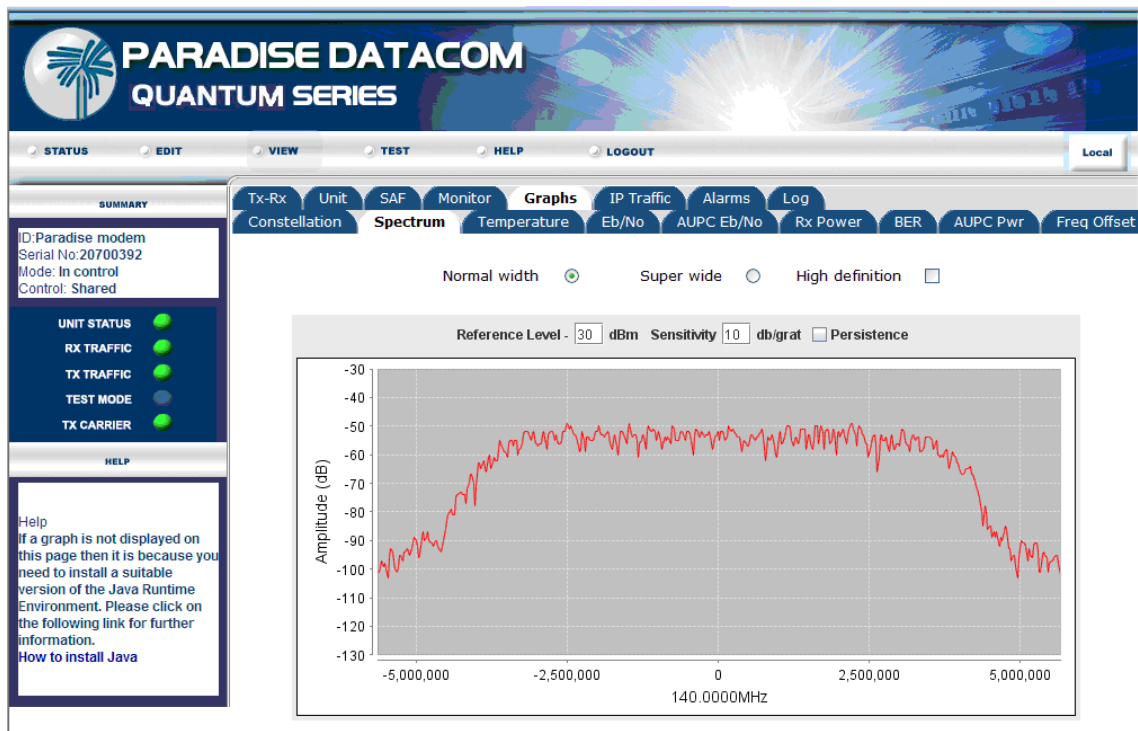 PARADISE DATACOM
QUANTUM SERIES
STATUS EDIT VIEW TEST HELP LOGOUT Local
SUMMARY
ID:Paradise modem
Serial No:20700392
Mode: In control
Control: Shared
UNIT STATUS
RX TRAFFIC
TX TRAFFIC
TEST MODE
TX CARRIER
HELP
Help
If a graph is not displayed on
this page then it is because you
need to install a suitable
version of the Java Runtime
Environment. Please click on
the following link for further
information.
How to install Java
Tx-Rx Unit SAF Monitor Graphs IP Traffic Alarms Log
Constellation Spectrum Temperature Eb/No AUPC Eb/No Rx Power BER AUPC Pwr Freq Offset
Normal width Super wide High definition
Reference Level - 30 dBm Sensitivity 10 db/grat Persistence
Amplitude (dB)
-30
-40
-50
-60
-70
-80
-90
-100
-110
-120
-130
-5,000,000 -2,500,000 0 2,500,000 5,000,000
140.0000MHz